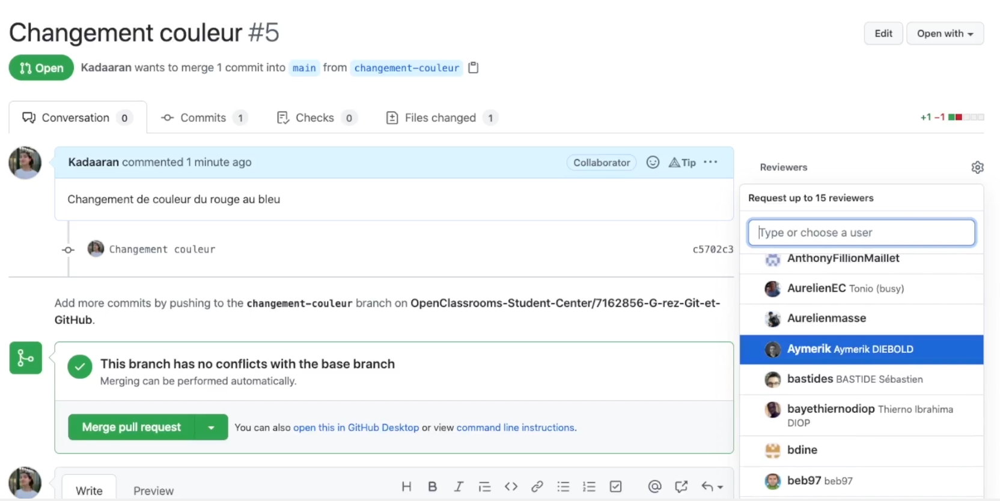 Changement couleur #5
Edit
Open with
Open
Kadaaran wants to merge 1 commit into main from changement-couleur
Conversation 0
Commits 1
Checks 0
Files changed 1
+1 −1
Kadaaran commented 1 minute ago
Collaborator
Tip
Changement de couleur du rouge au bleu
Changement couleur
c5702c3
Add more commits by pushing to the changement-couleur branch on OpenClassrooms-Student-Center/7162856-G-rez-Git-et-
GitHub.
This branch has no conflicts with the base branch
Merging can be performed automatically.
Merge pull request
You can also open this in GitHub Desktop or view command line instructions.
Write
Preview
Reviewers
Request up to 15 reviewers
Type or choose a user
AnthonyFillionMaillet
AurelienEC Tonio (busy)
Aurelienmasse
Aymerik Aymerik DIEBOLD
bastides BASTIDE Sébastien
bayethiernodiop Thierno Ibrahima
DIOP
bdine
beb97 beb97